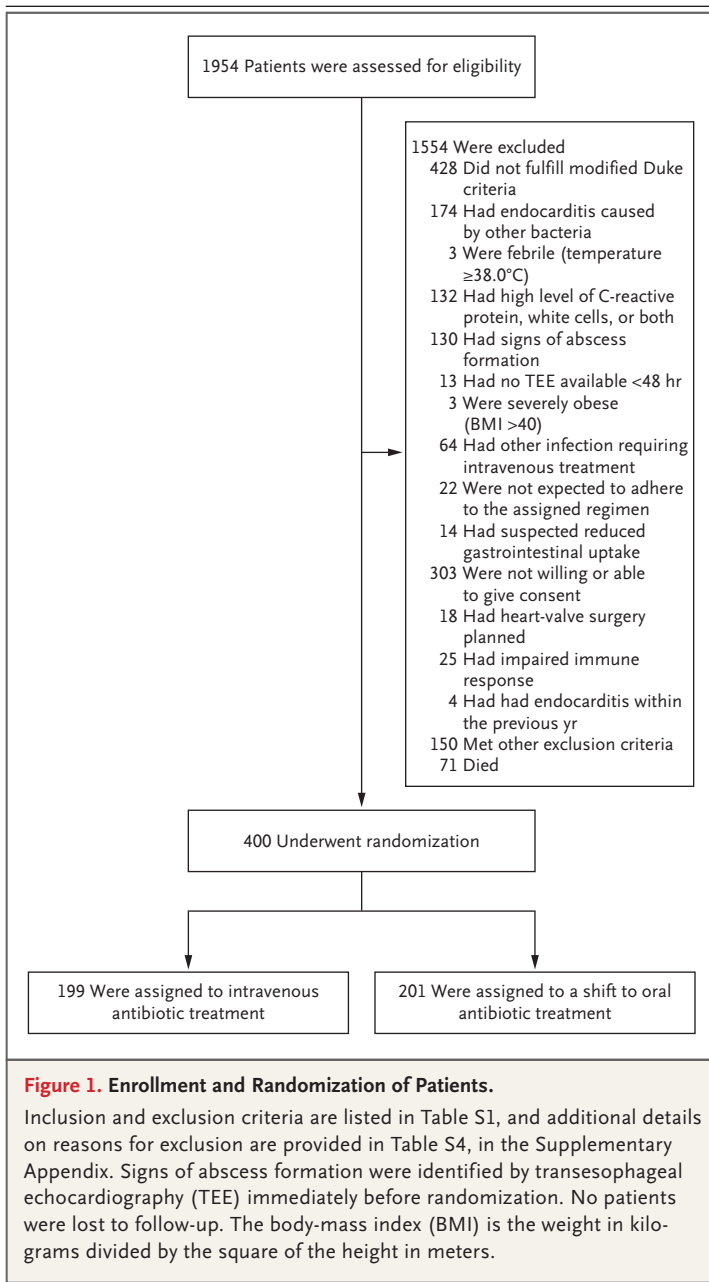 1954 Patients were assessed for eligibility
1554 Were excluded
428 Did not fulfill modified Duke
criteria
174 Had endocarditis caused
by other bacteria
3 Were febrile (temperature
≥38.0°C)
132 Had high level of C-reactive
protein, white cells, or both
130 Had signs of abscess
formation
13 Had no TEE available <48 hr
3 Were severely obese
(BMI >40)
64 Had other infection requiring
intravenous treatment
22 Were not expected to adhere
to the assigned regimen
14 Had suspected reduced
gastrointestinal uptake
303 Were not willing or able
to give consent
18 Had heart-valve surgery
planned
25 Had impaired immune
response
4 Had had endocarditis within
the previous yr
150 Met other exclusion criteria
71 Died
400 Underwent randomization
199 Were assigned to intravenous
antibiotic treatment
201 Were assigned to a shift to oral
antibiotic treatment
Figure 1. Enrollment and Randomization of Patients.
Inclusion and exclusion criteria are listed in Table S1, and additional details
on reasons for exclusion are provided in Table S4, in the Supplementary
Appendix. Signs of abscess formation were identified by transesophageal
echocardiography (TEE) immediately before randomization. No patients
were lost to follow-up. The body-mass index (BMI) is the weight in kilo-
grams divided by the square of the height in meters.